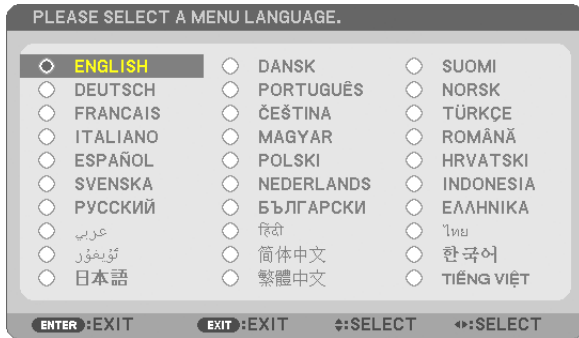 PLEASE SELECT A MENU LANGUAGE.
ENGLISH DANSK SUOMI
DEUTSCH PORTUGUÊS NORSK
FRANCAIS ČEŠTINA TÜRKÇE
ITALIANO MAGYAR ROMÂNĂ
ESPAÑOL POLSKI HRVATSKI
SVENSKA NEDERLANDS INDONESIA
РУССКИЙ БЪЛГАРСКИ ΕΛΛΗΝΙΚΑ
عربي हिंदी ไทย
ئۇيغۇر 简体中文 한국어
日本語 繁體中文 TIẾNG VIỆT
ENTER :EXIT EXIT :EXIT :SELECT :SELECT